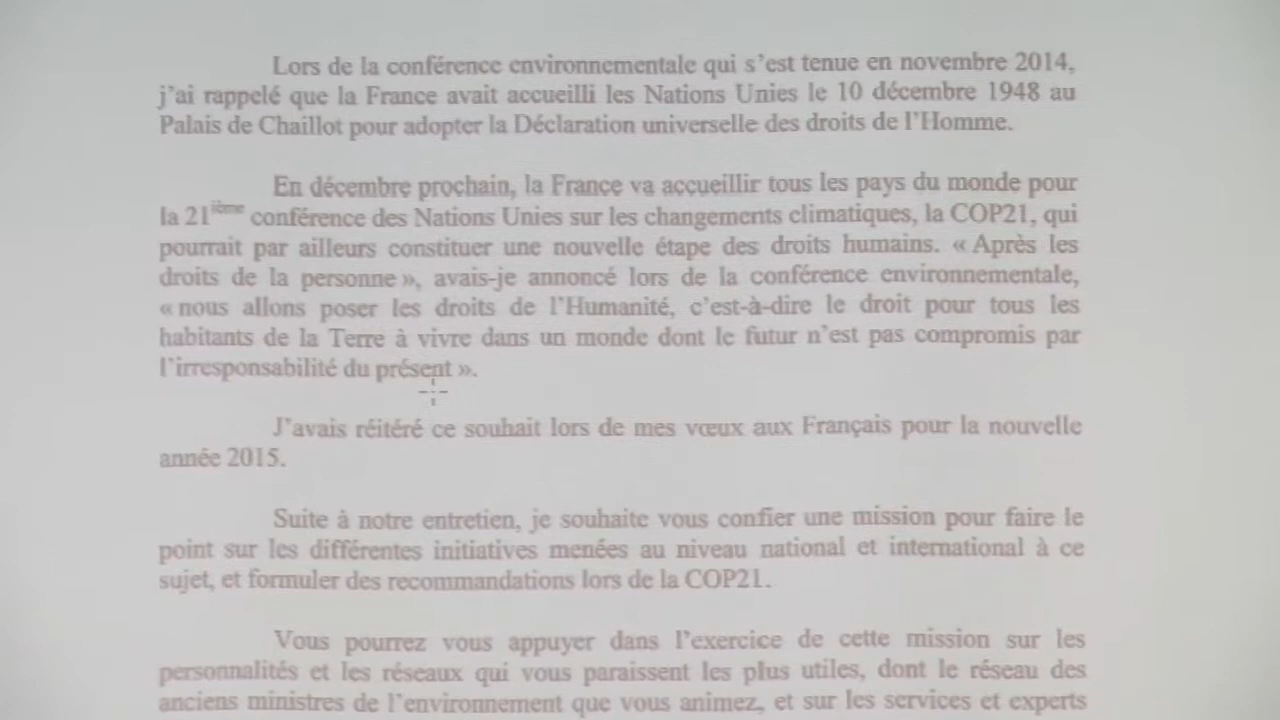 Lors de la conférence environnementale qui s'est tenue en novembre 2014,
j'ai rappelé que la France avait accueilli les Nations Unies le 10 décembre 1948 au
Palais de Chaillot pour adopter la Déclaration universelle des droits de l'Homme.
En décembre prochain, la France va accueillir tous les pays du monde pour
la 21ième conférence des Nations Unies sur les changements climatiques, la COP21, qui
pourrait par ailleurs constituer une nouvelle étape des droits humains. « Après les
droits de la personne », avais-je annoncé lors de la conférence environnementale,
« nous allons poser les droits de l'Humanité, c'est-à-dire le droit pour tous les
habitants de la Terre à vivre dans un monde dont le futur n'est pas compromis par
l'irresponsabilité du présent ».
J'avais réitéré ce souhait lors de mes vœux aux Français pour la nouvelle
année 2015.
Suite à notre entretien, je souhaite vous confier une mission pour faire le
point sur les différentes initiatives menées au niveau national et international à ce
sujet, et formuler des recommandations lors de la COP21.
Vous pourrez vous appuyer dans l'exercice de cette mission sur les
personnalités et les réseaux qui vous paraissent les plus utiles, dont le réseau des
anciens ministres de l'environnement que vous animez, et sur les services et experts